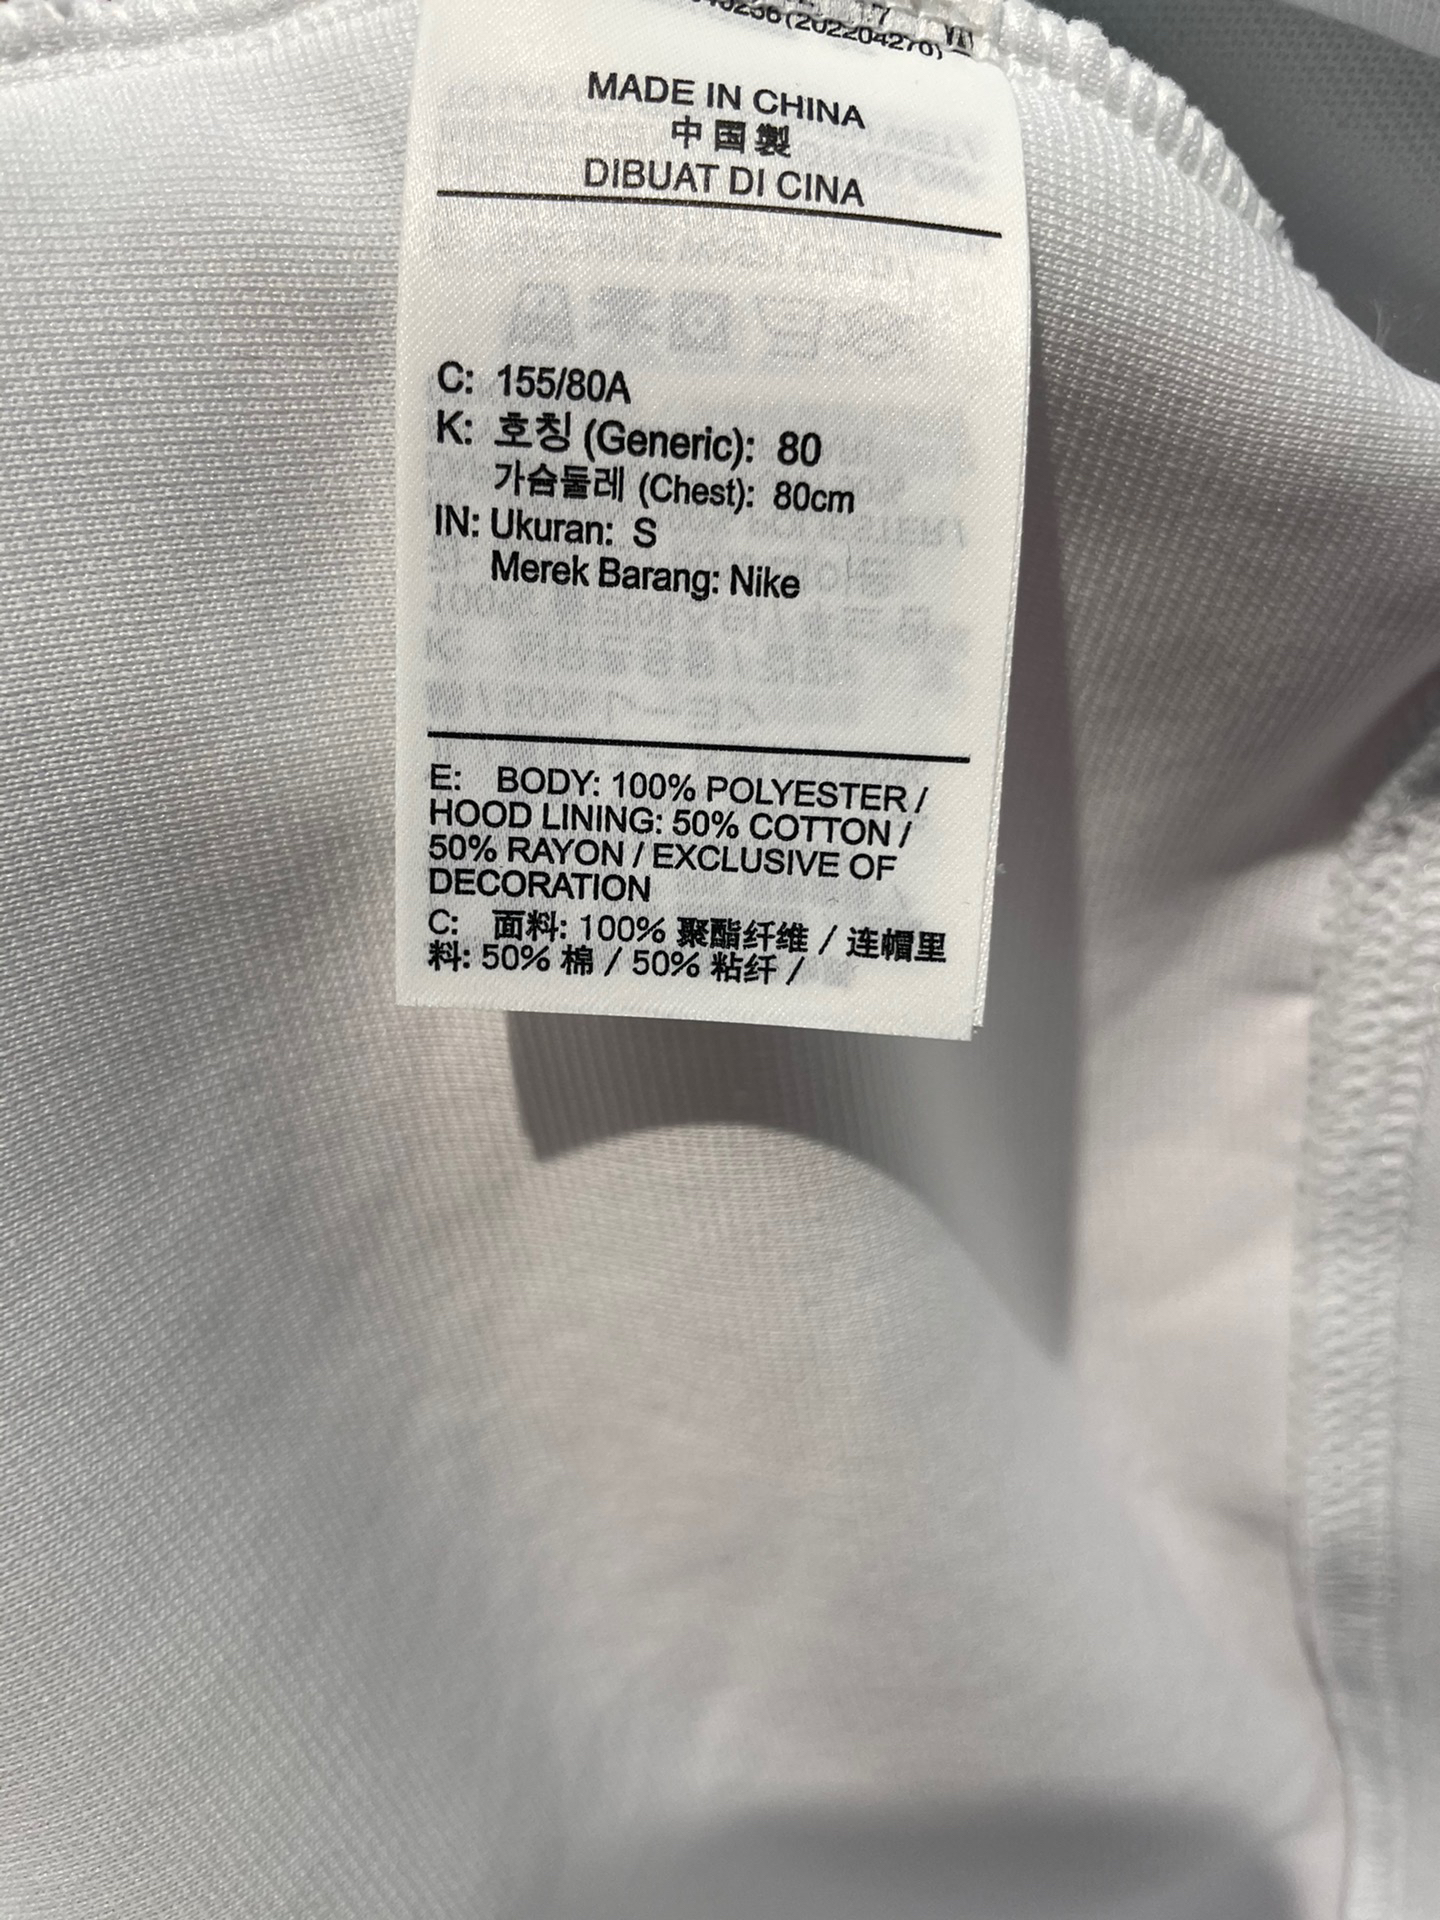 (202204270)
MADE IN CHINA
中国製
DIBUAT DI CINA
C: 155/80A
K: 호칭 (Generic): 80
가슴둘레 (Chest): 80cm
IN: Ukuran: S
Merek Barang: Nike
E: BODY: 100% POLYESTER /
HOOD LINING: 50% COTTON /
50% RAYON / EXCLUSIVE OF
DECORATION
C: 面料: 100% 聚酯纤维 / 连帽里
料: 50% 棉 / 50% 粘纤 /